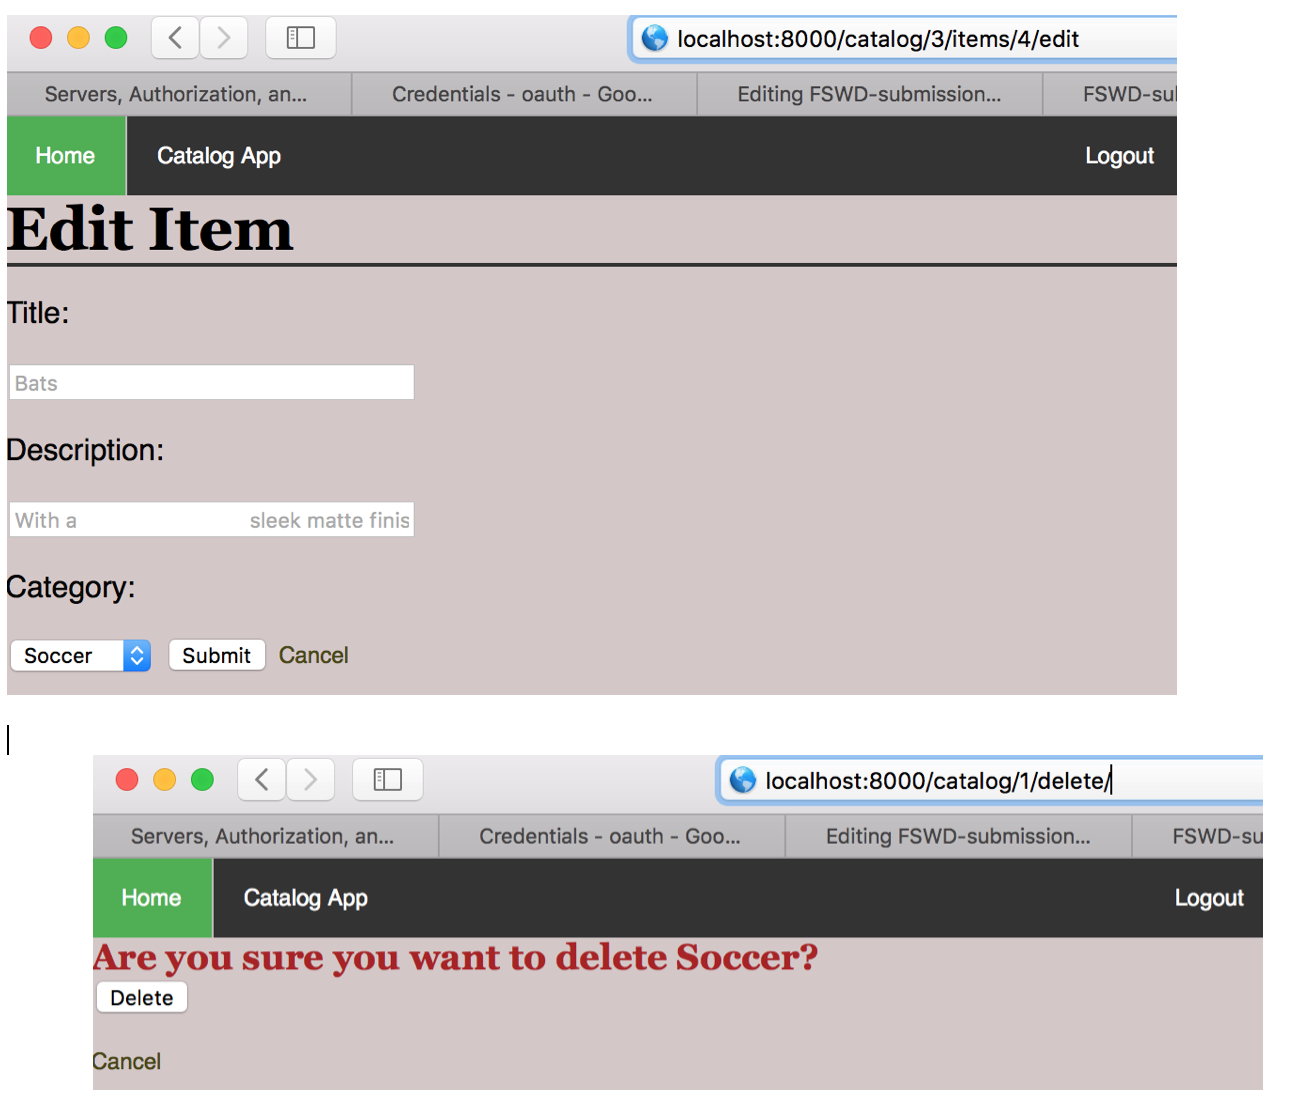 localhost:8000/catalog/3/items/4/edit
Servers, Authorization, an... Credentials - oauth - Goo... Editing FSWD-submission... FSWD-sul
Home Catalog App Logout
Edit Item
Title:
Bats
Description:
With a sleek matte finis
Category:
Soccer Submit Cancel
localhost:8000/catalog/1/delete/
Servers, Authorization, an... Credentials - oauth - Goo... Editing FSWD-submission... FSWD-su
Home Catalog App Logout
Are you sure you want to delete Soccer?
Delete
Cancel